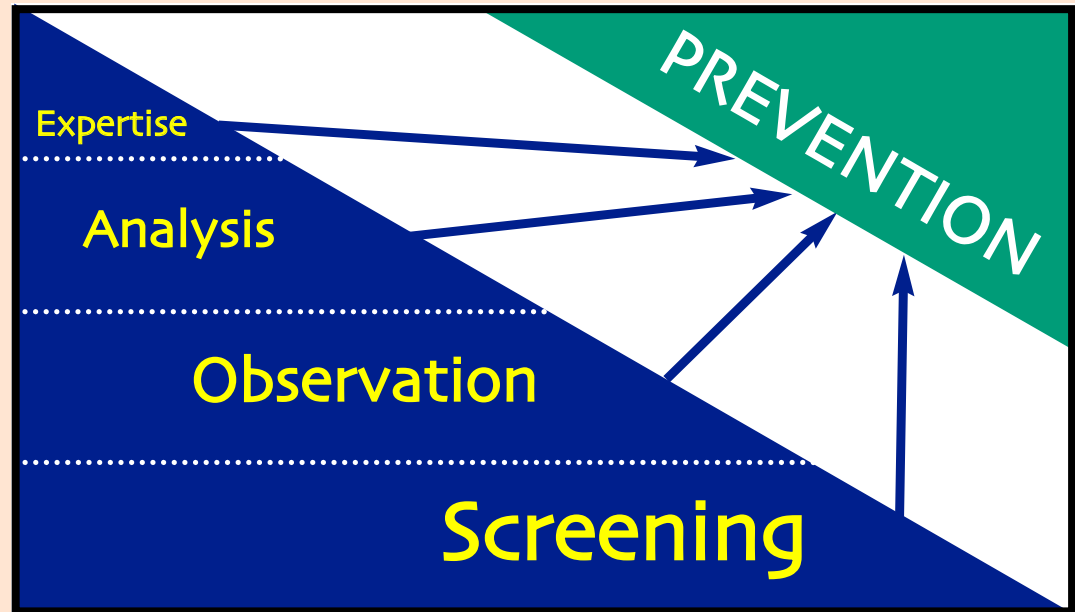 PREVENTION
Expertise
Analysis
Observation
Screening